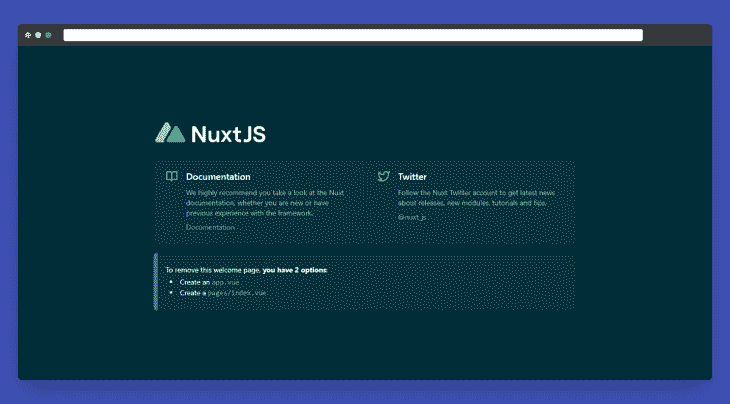 NuxtJS
Documentation
We highly recommend you take a look at the Nuxt
documentation, whether you are new or have
previous experience with the framework.
Documentation
Twitter
Follow the Nuxt Twitter account to get latest news
about releases, new modules, tutorials and tips.
@nuxt_js
To remove this welcome page, you have 2 options:
Create an app.vue
Create a pages/index.vue